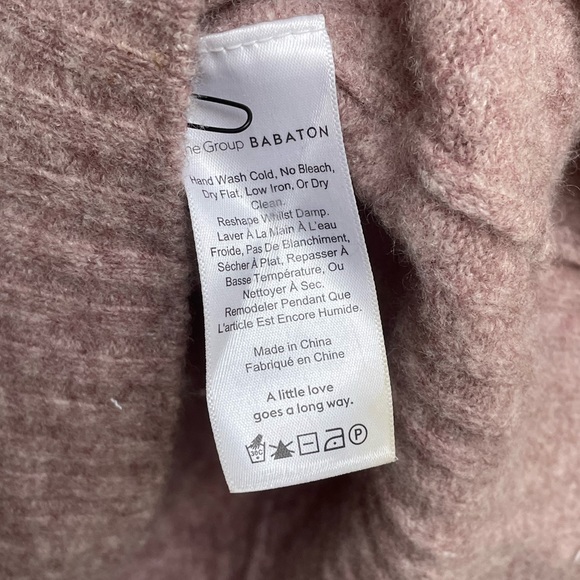 he Group BABATON
Hand Wash Cold, No Bleach,
Dry Flat, Low Iron, Or Dry
Clean.
Reshape Whilst Damp.
Laver À La Main À L'eau
Froide, Pas De Blanchiment,
Sécher À Plat, Repasser À
Basse Température, Ou
Nettoyer À Sec.
Remodeler Pendant Que
L'article Est Encore Humide.
Made in China
Fabriqué en Chine
A little love
goes a long way.
30C P